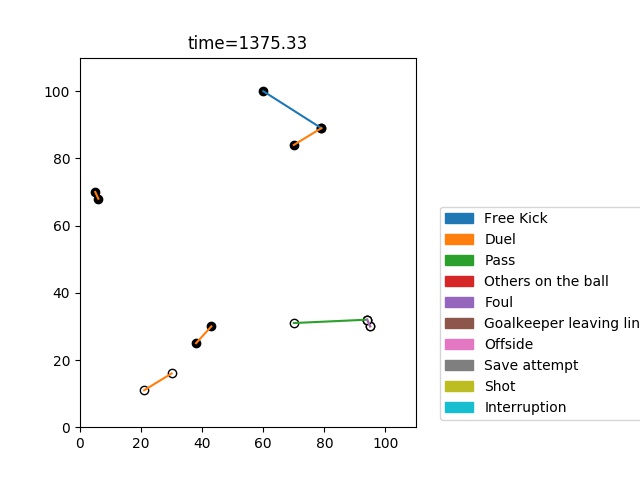 time=1375.33
100
80
60
40
20
0
0 20 40 60 80 100
Free Kick
Duel
Pass
Others on the ball
Foul
Goalkeeper leaving lin
Offside
Save attempt
Shot
Interruption